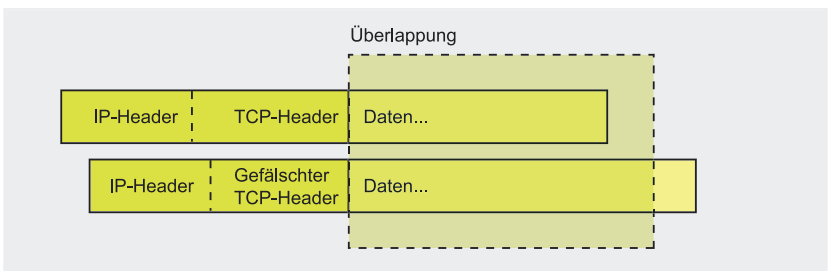 Überlappung
IP-Header TCP-Header Daten...
IP-Header Gefälschter TCP-Header Daten...